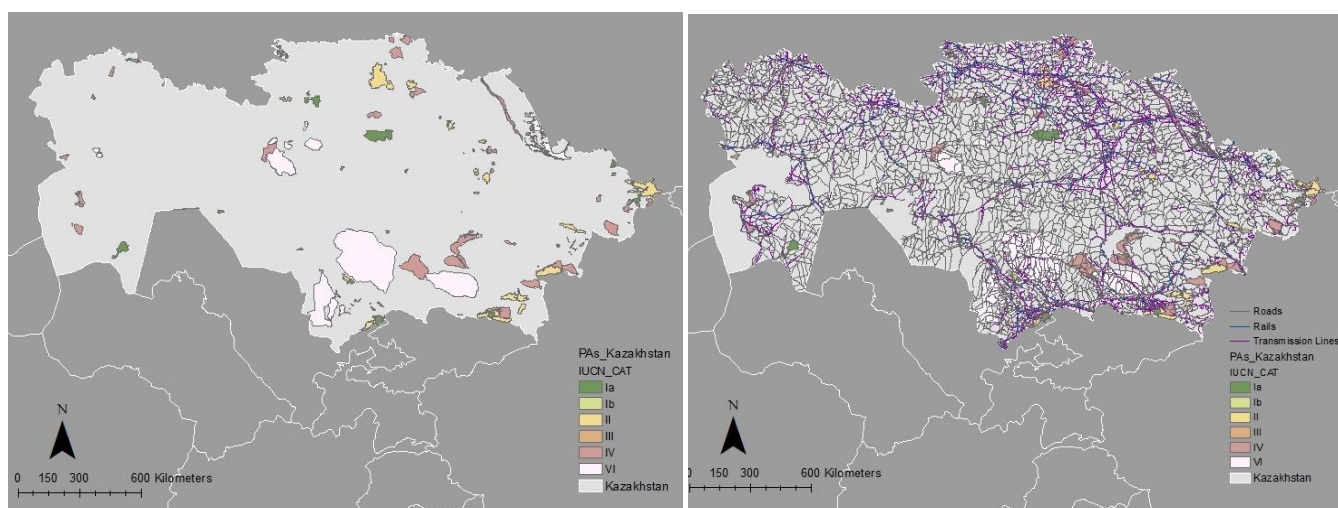 PAs_Kazakhstan
IUCN_CAT
Ia
Ib
II
III
IV
VI
Kazakhstan
N
0 150 300 600 Kilometers
Roads
Rails
Transmission Lines
PAs_Kazakhstan
IUCN_CAT
Ia
Ib
II
III
IV
VI
Kazakhstan
N
0 150 300 600 Kilometers